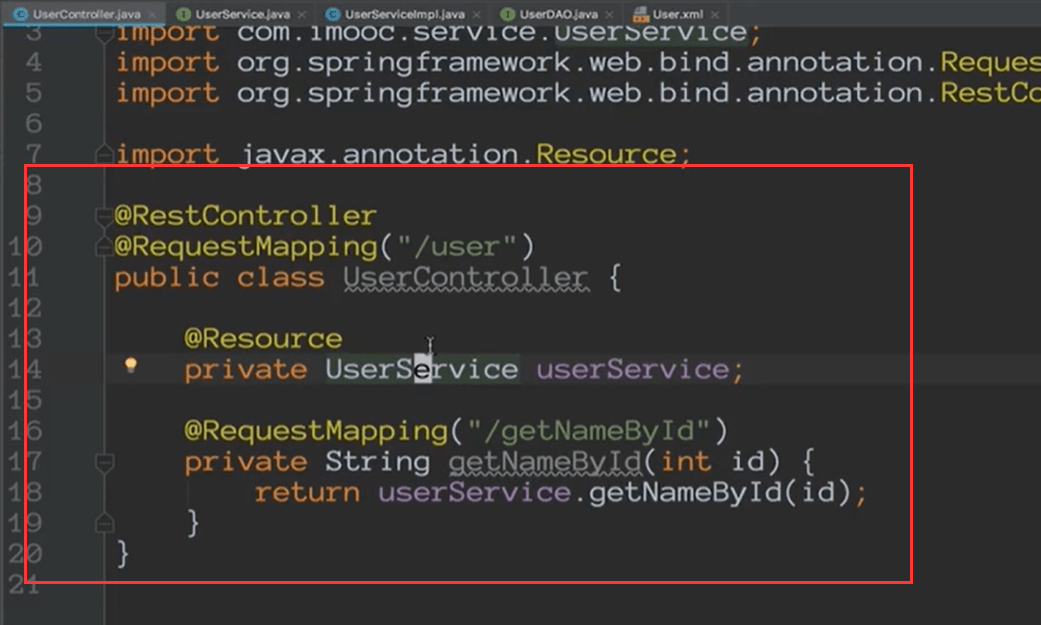 UserController.java × UserService.java × UserServiceImpl.java × UserDAO.java × User.xml ×
3 import com.imooc.service.UserService;
4 import org.springframework.web.bind.annotation.Reques
5 import org.springframework.web.bind.annotation.RestCo
6
7 import javax.annotation.Resource;
8
9 @RestController
10 @RequestMapping("/user")
11 public class UserController {
12
13 @Resource
14 private UserService userService;
15
16 @RequestMapping("/getNameById")
17 private String getNameById(int id) {
18 return userService.getNameById(id);
19 }
20 }
21